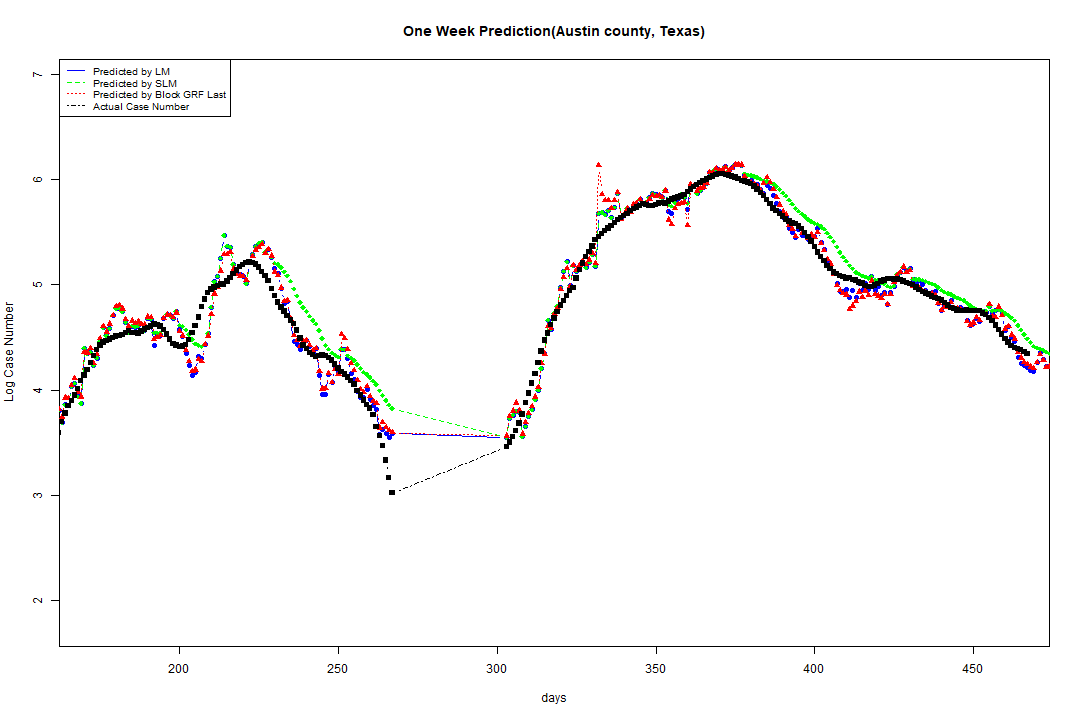 One Week Prediction(Austin county, Texas)
Predicted by LM
Predicted by SLM
Predicted by Block GRF Last
Actual Case Number
7
6
5
4
3
2
Log Case Number
200 250 300 350 400 450
days